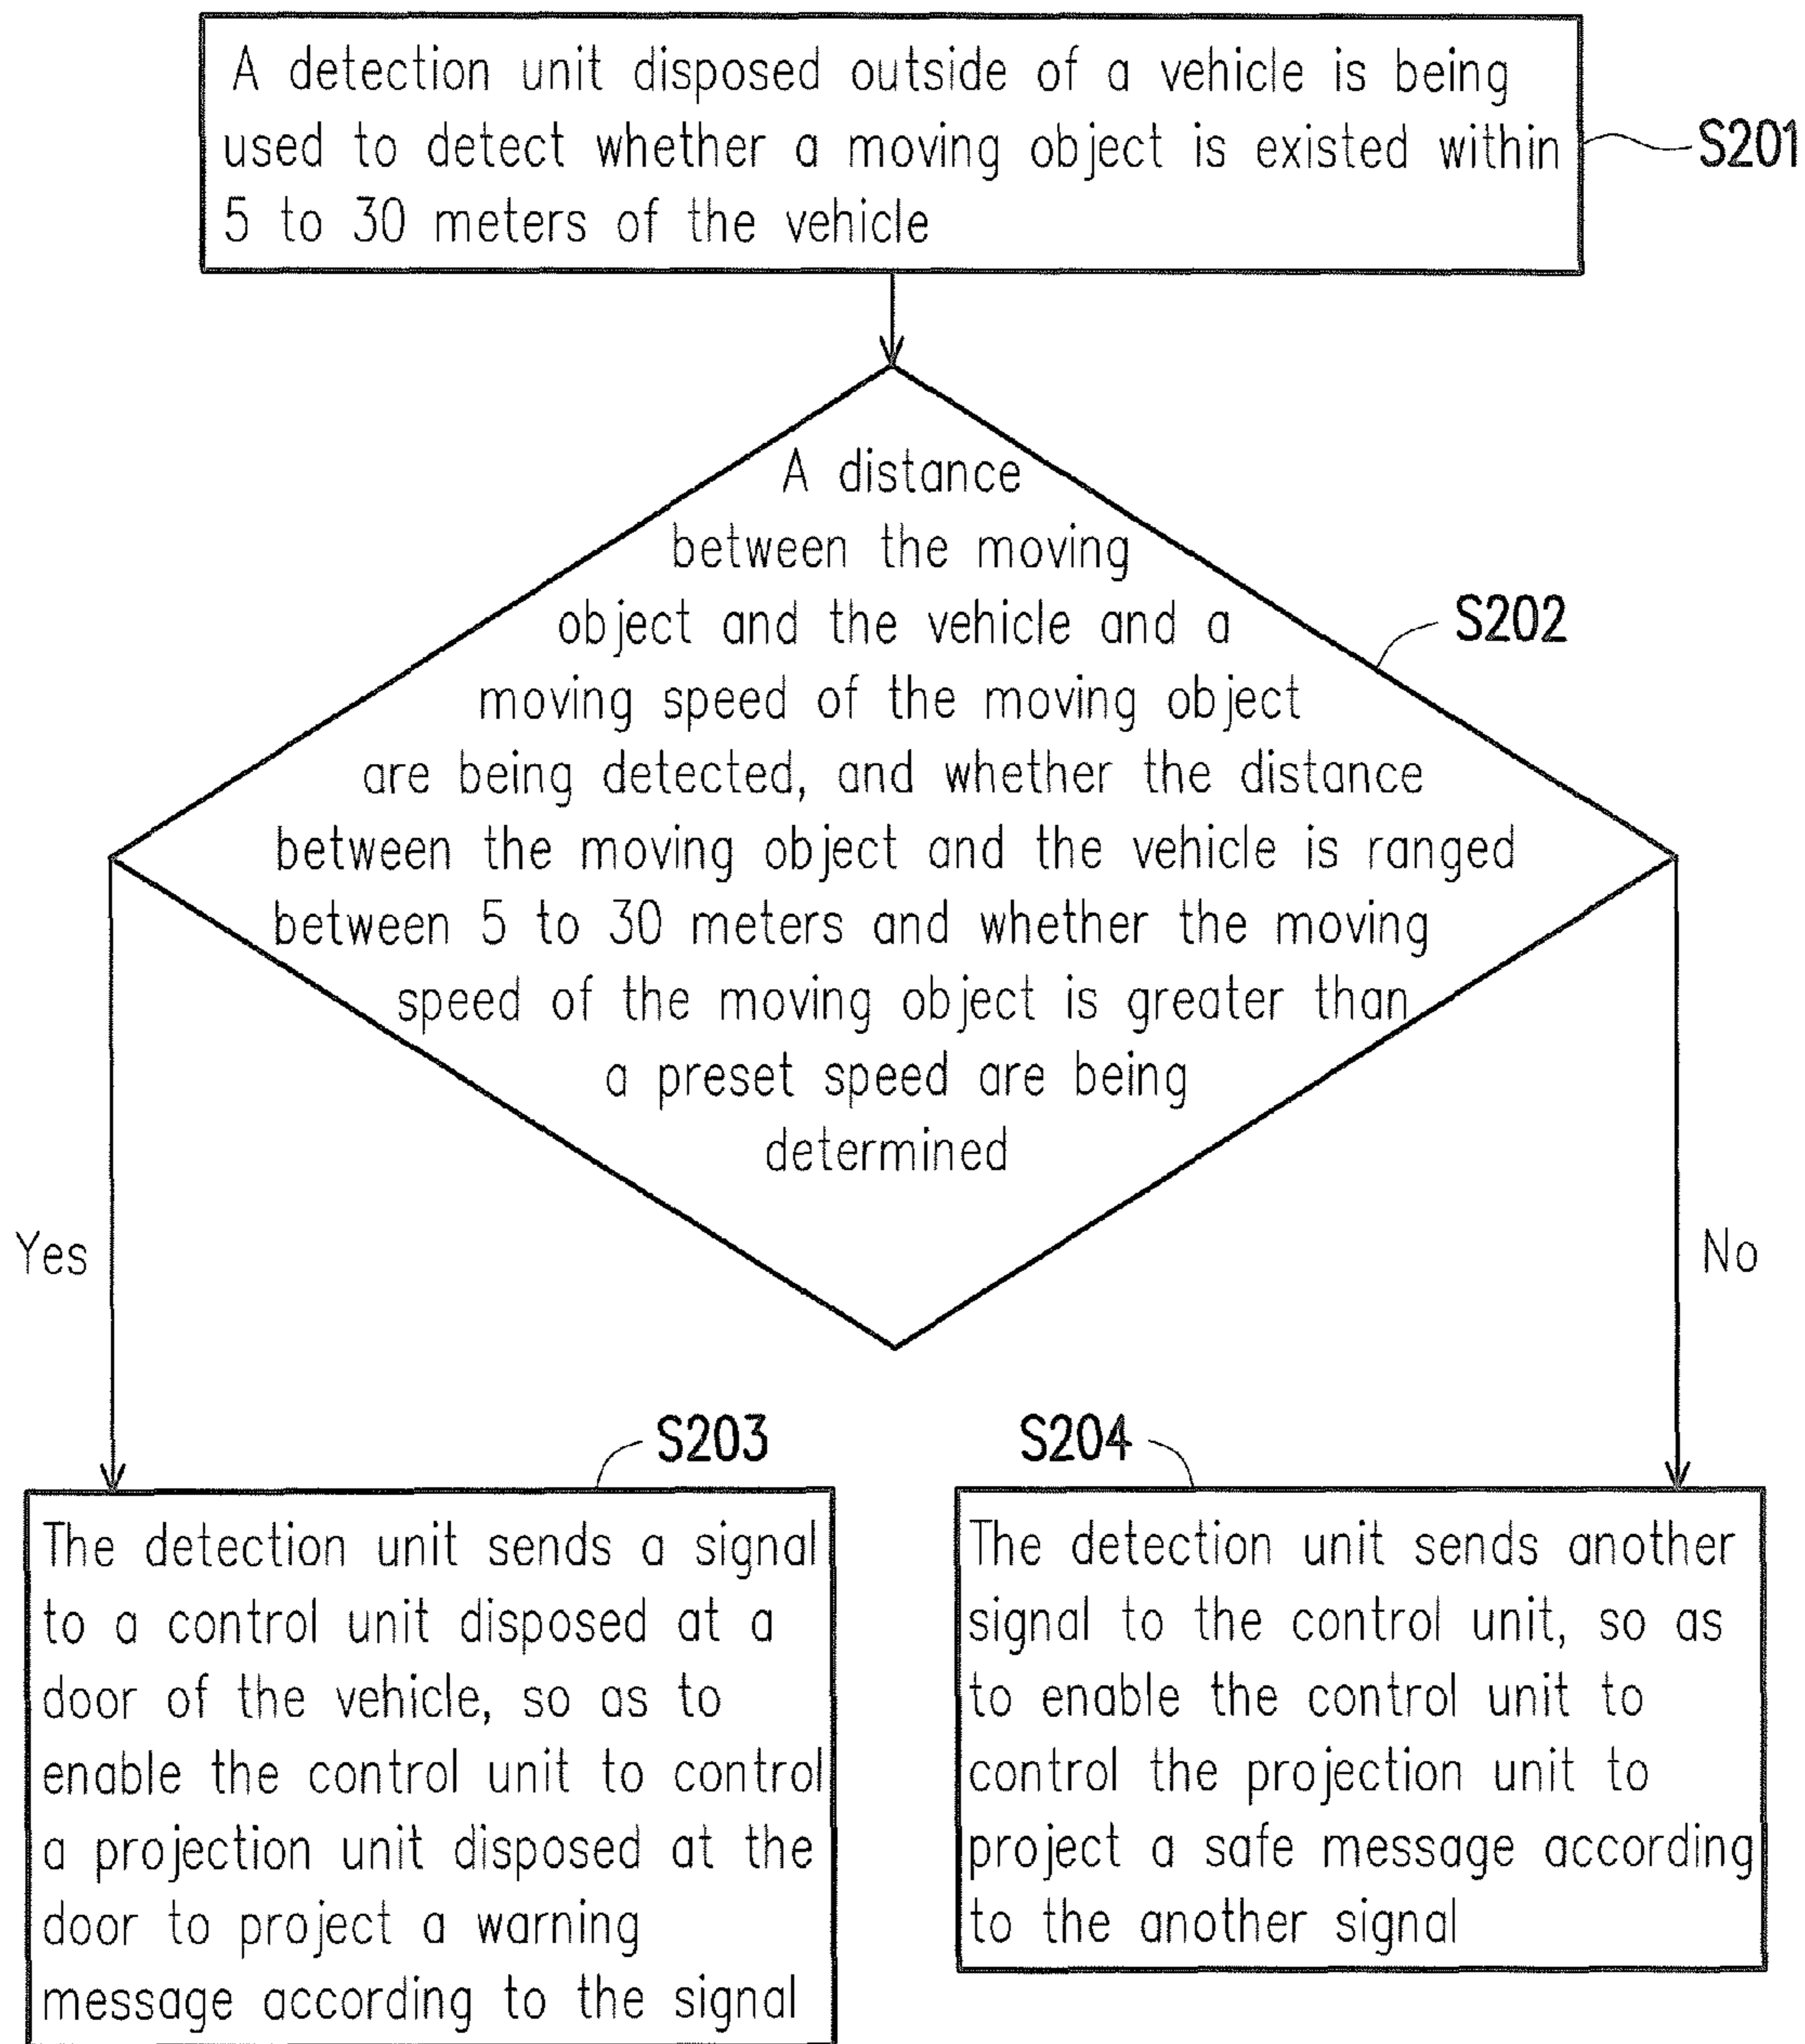 A detection unit disposed outside of a vehicle is being
used to detect whether a moving object is existed within
5 to 30 meters of the vehicle
S201
A distance
between the moving
object and the vehicle and a
moving speed of the moving object
are being detected, and whether the distance
between the moving object and the vehicle is ranged
between 5 to 30 meters and whether the moving
speed of the moving object is greater than
a preset speed are being
determined
S202
Yes
No
S203
The detection unit sends a signal
to a control unit disposed at a
door of the vehicle, so as to
enable the control unit to control
a projection unit disposed at the
door to project a warning
message according to the signal
S204
The detection unit sends another
signal to the control unit, so as
to enable the control unit to
control the projection unit to
project a safe message according
to the another signal